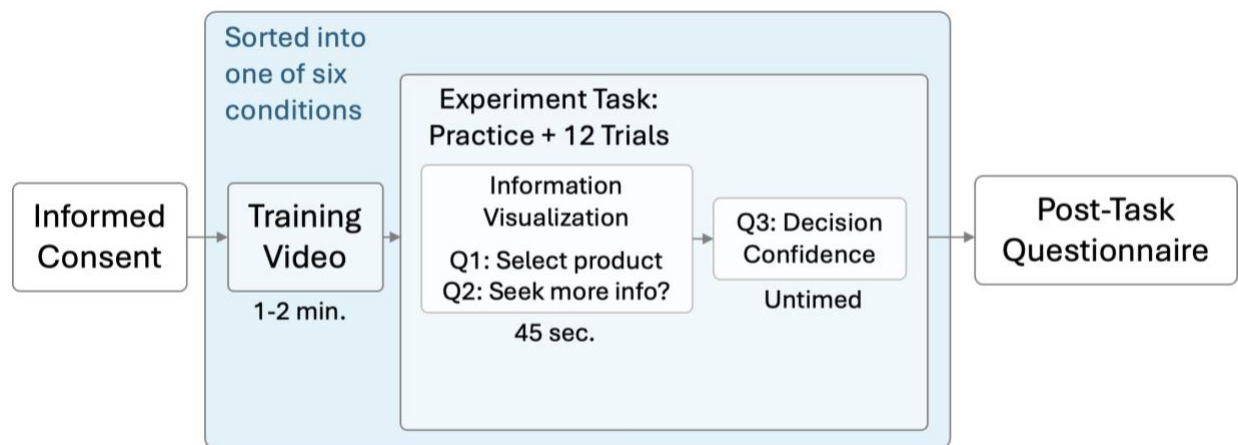 Sorted into
one of six
conditions
Informed
Consent
Training
Video
1-2 min.
Experiment Task:
Practice + 12 Trials
Information
Visualization
Q1: Select product
Q2: Seek more info?
45 sec.
Q3: Decision
Confidence
Untimed
Post-Task
Questionnaire